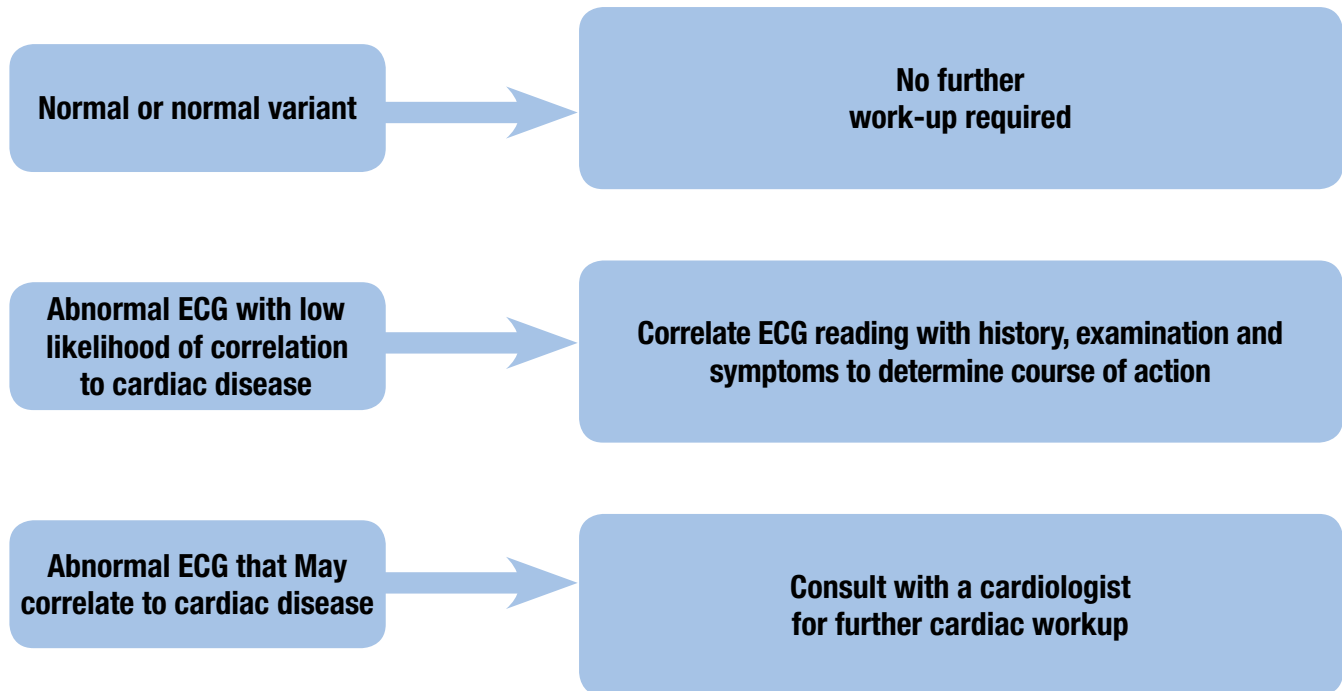 Normal or normal variant
No further
work-up required
Abnormal ECG with low
likelihood of correlation
to cardiac disease
Correlate ECG reading with history, examination and
symptoms to determine course of action
Abnormal ECG that May
correlate to cardiac disease
Consult with a cardiologist
for further cardiac workup